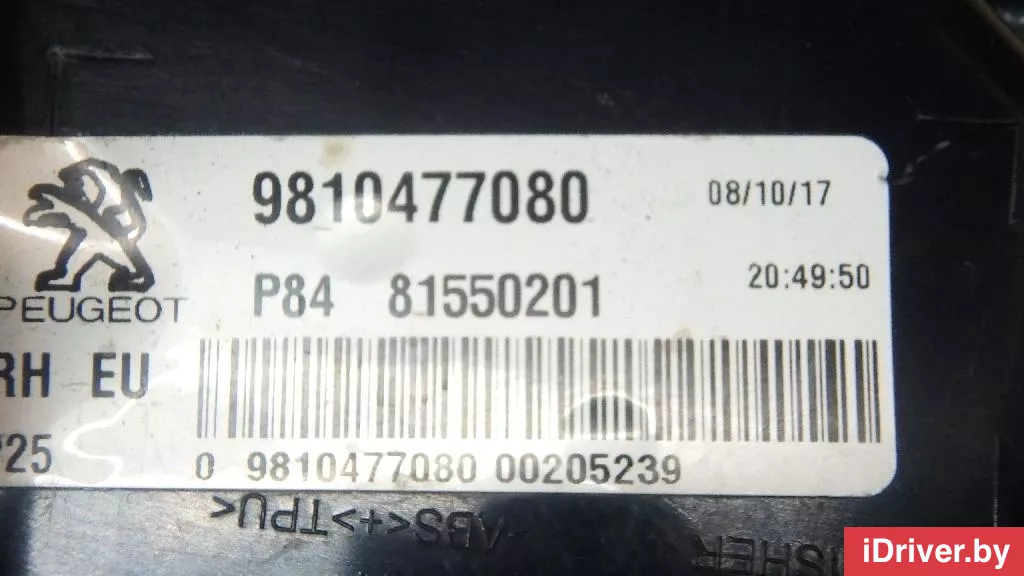 9810477080 08/10/17
PEUGEOT P84 81550201 20:49:50
RH EU
0 9810477080 00205239
>ABS<+>TPU<
iDriver.by